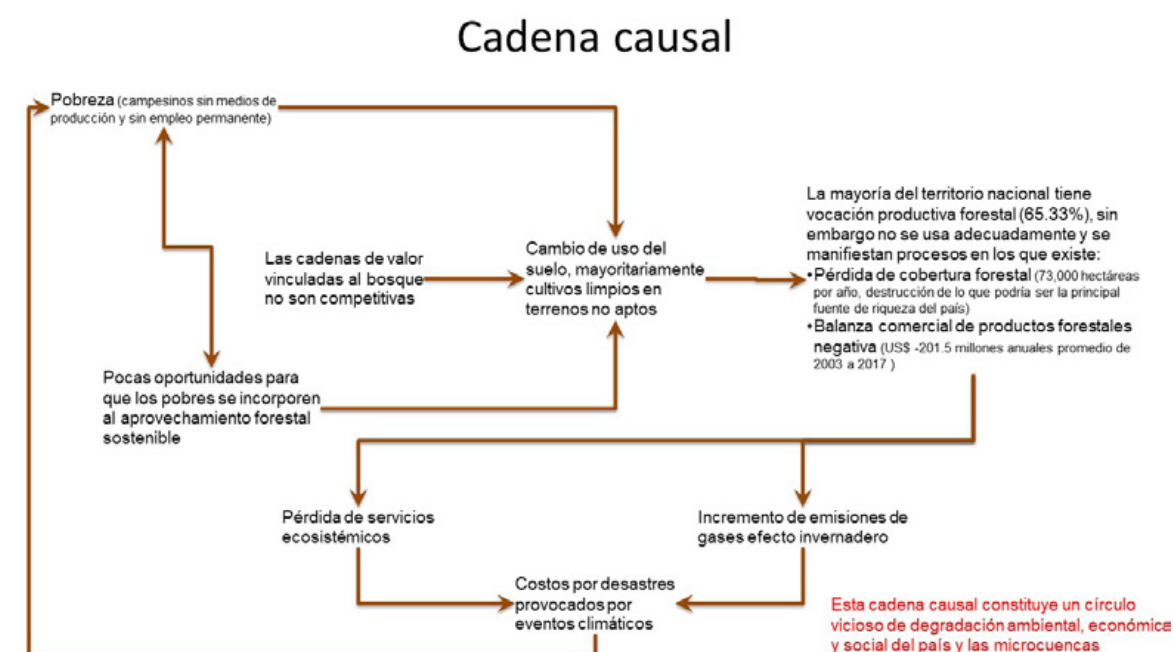 Cadena causal
Pobreza (campesinos sin medios de
producción y sin empleo permanente)
Las cadenas de valor
vinculadas al bosque
no son competitivas
Cambio de uso del
suelo, mayoritariamente
cultivos limpios en
terrenos no aptos
La mayoría del territorio nacional tiene
vocación productiva forestal (65.33%), sin
embargo no se usa adecuadamente y se
manifiestan procesos en los que existe:
•Pérdida de cobertura forestal (73,000 hectáreas
por año, destrucción de lo que podría ser la principal
fuente de riqueza del país)
•Balanza comercial de productos forestales
negativa (US$ -201.5 millones anuales promedio de
2003 a 2017 )
Pocas oportunidades para
que los pobres se incorporen
al aprovechamiento forestal
sostenible
Pérdida de servicios
ecosistémicos
Incremento de emisiones de
gases efecto invernadero
Costos por desastres
provocados por
eventos climáticos
Esta cadena causal constituye un círculo
vicioso de degradación ambiental, económica
y social del país y las microcuencas